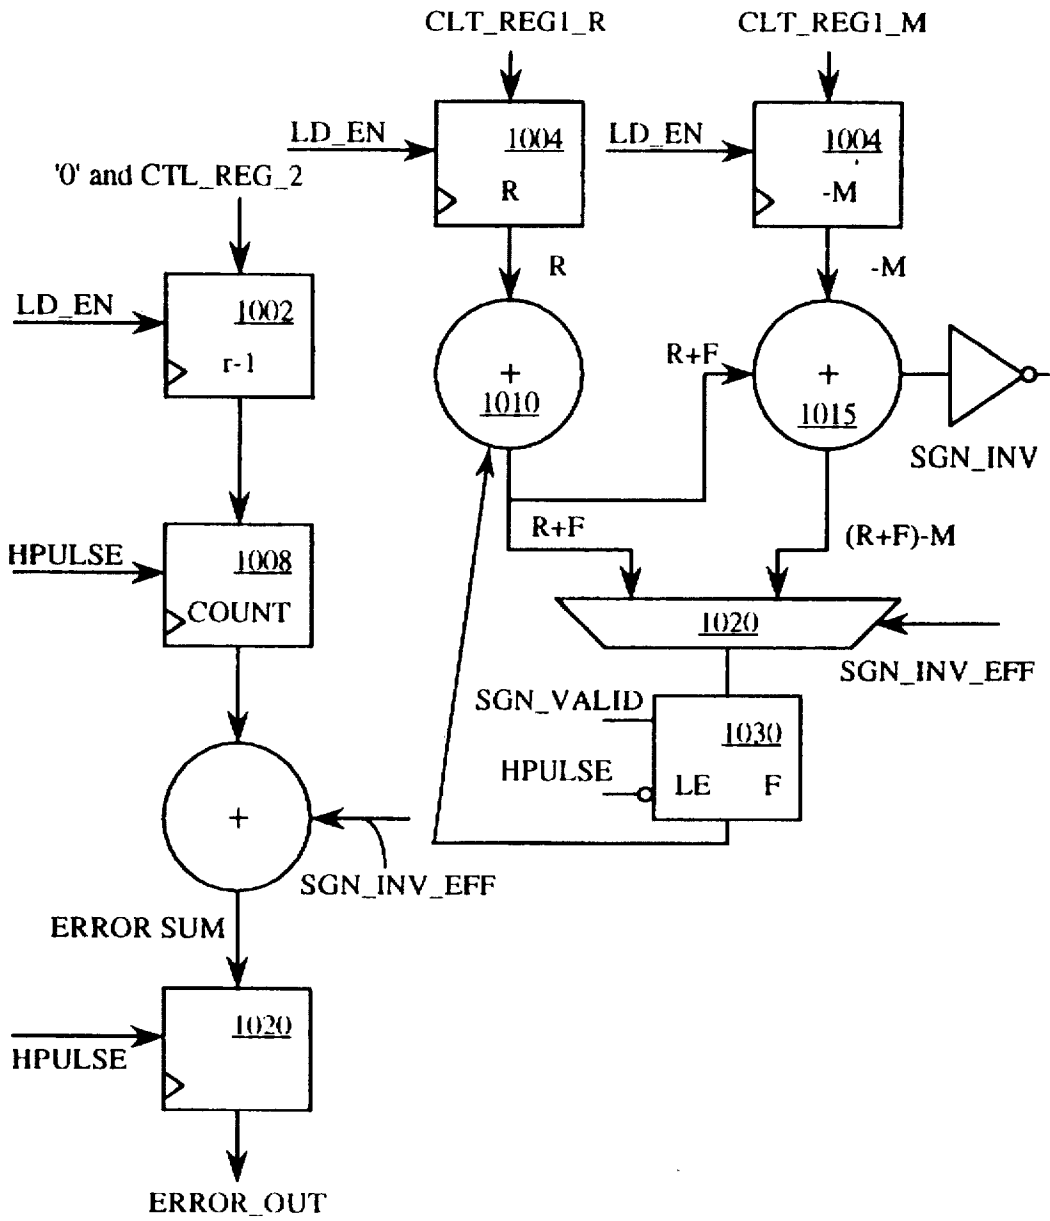 CLT_REG1_R
CLT_REG1_M
LD_EN
1004
R
LD_EN
1004
-M
'0' and CTL_REG_2
R
-M
LD_EN
1002
r-1
+
1010
R+F
+
1015
SGN_INV
R+F
(R+F)-M
HPULSE
1008
COUNT
1020
SGN_INV_EFF
SGN_VALID
1030
HPULSE
LE
F
+
SGN_INV_EFF
ERROR SUM
1020
HPULSE
ERROR_OUT